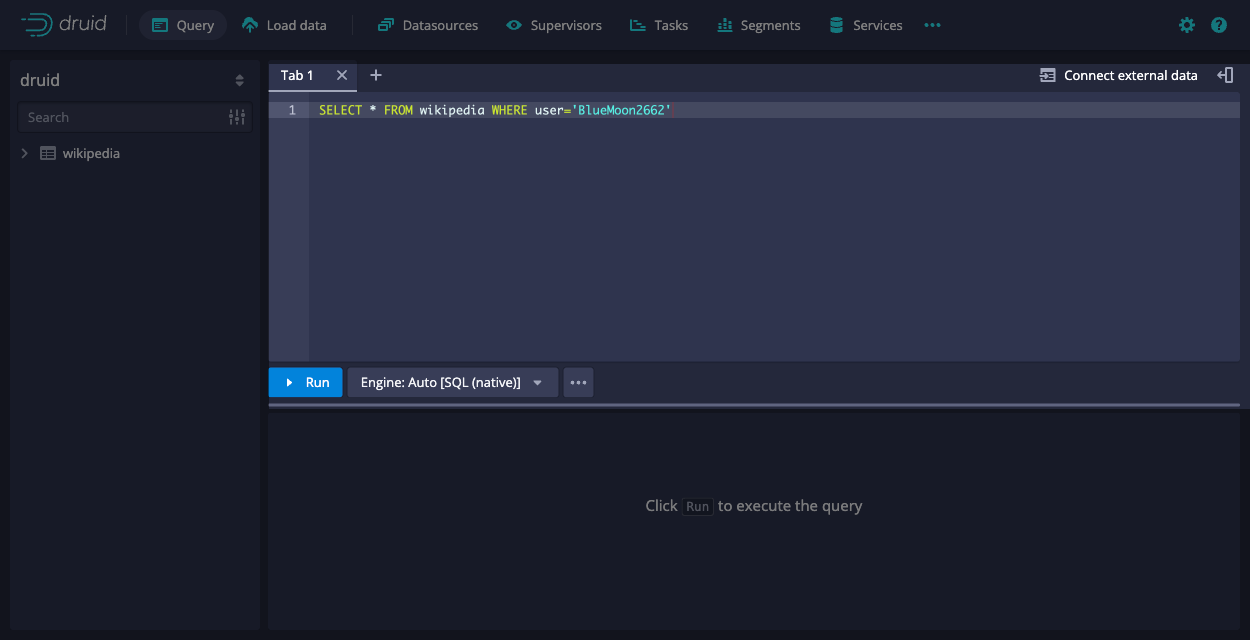 druid Query Load data Datasources Supervisors Tasks Segments Services
druid
Search
wikipedia
Tab 1
Connect external data
1 SELECT * FROM wikipedia WHERE user='BlueMoon2662'
Run Engine: Auto [SQL (native)]
Click Run to execute the query